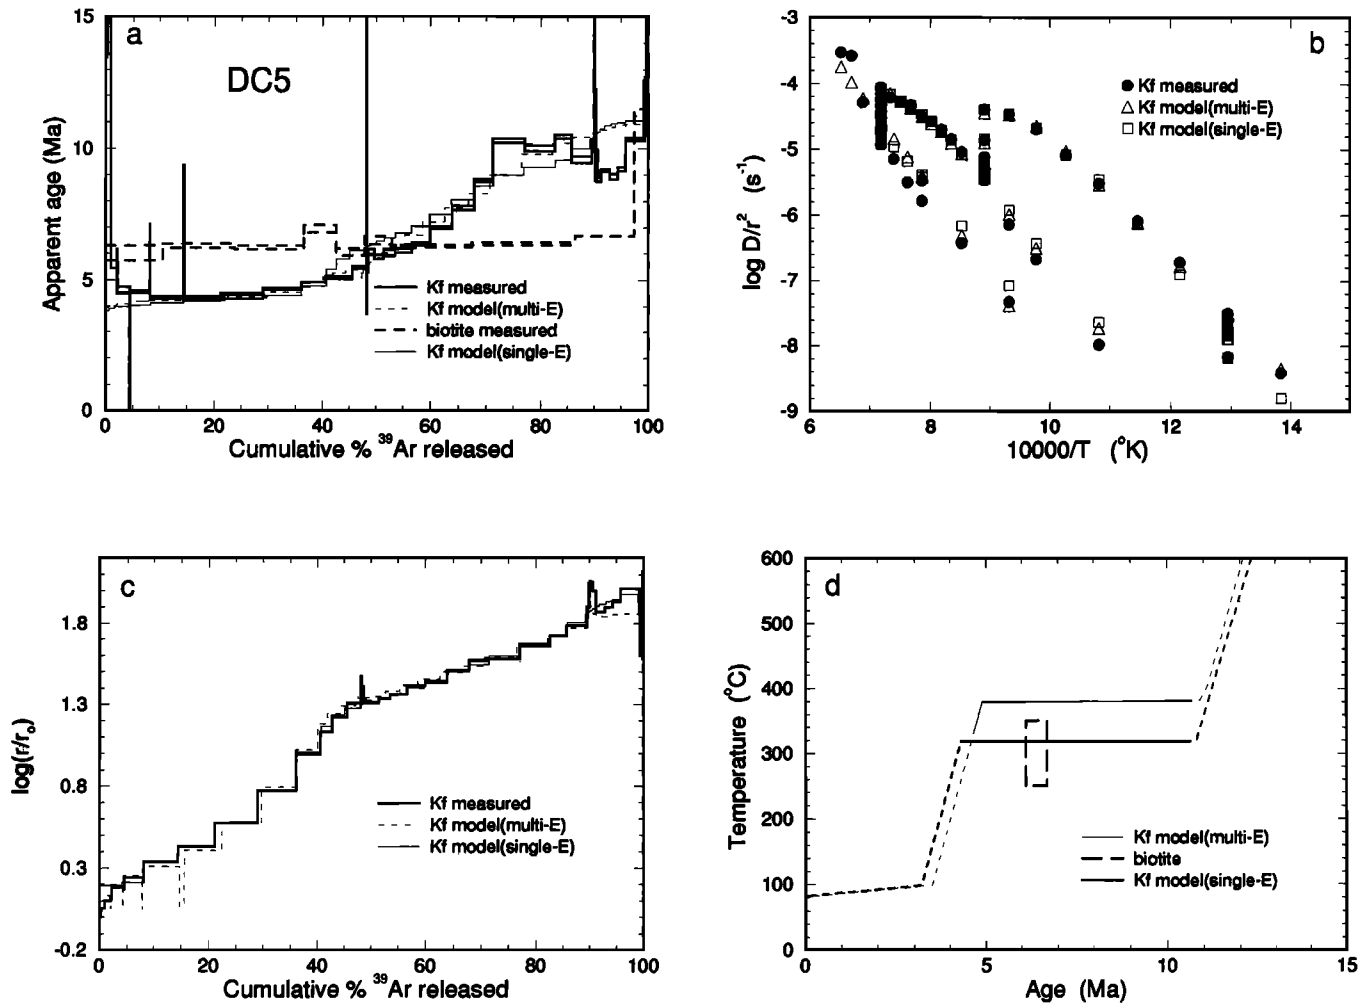 a
DC5
15
10
5
0
Apparent age (Ma)
Kf measured
Kf model(multi-E)
biotite measured
Kf model(single-E)
0 20 40 60 80 100
Cumulative % ³⁹Ar released
b
-3
-4
-5
-6
-7
-8
-9
log D/r² (s⁻¹)
Kf measured
Kf model(multi-E)
Kf model(single-E)
6 8 10 12 14
10000/T (°K)
c
1.8
1.3
0.8
0.3
-0.2
log(r/r₀)
Kf measured
Kf model(multi-E)
Kf model(single-E)
0 20 40 60 80 100
Cumulative % ³⁹Ar released
d
600
500
400
300
200
100
0
Temperature (°C)
Kf model(multi-E)
biotite
Kf model(single-E)
0 5 10 15
Age (Ma)